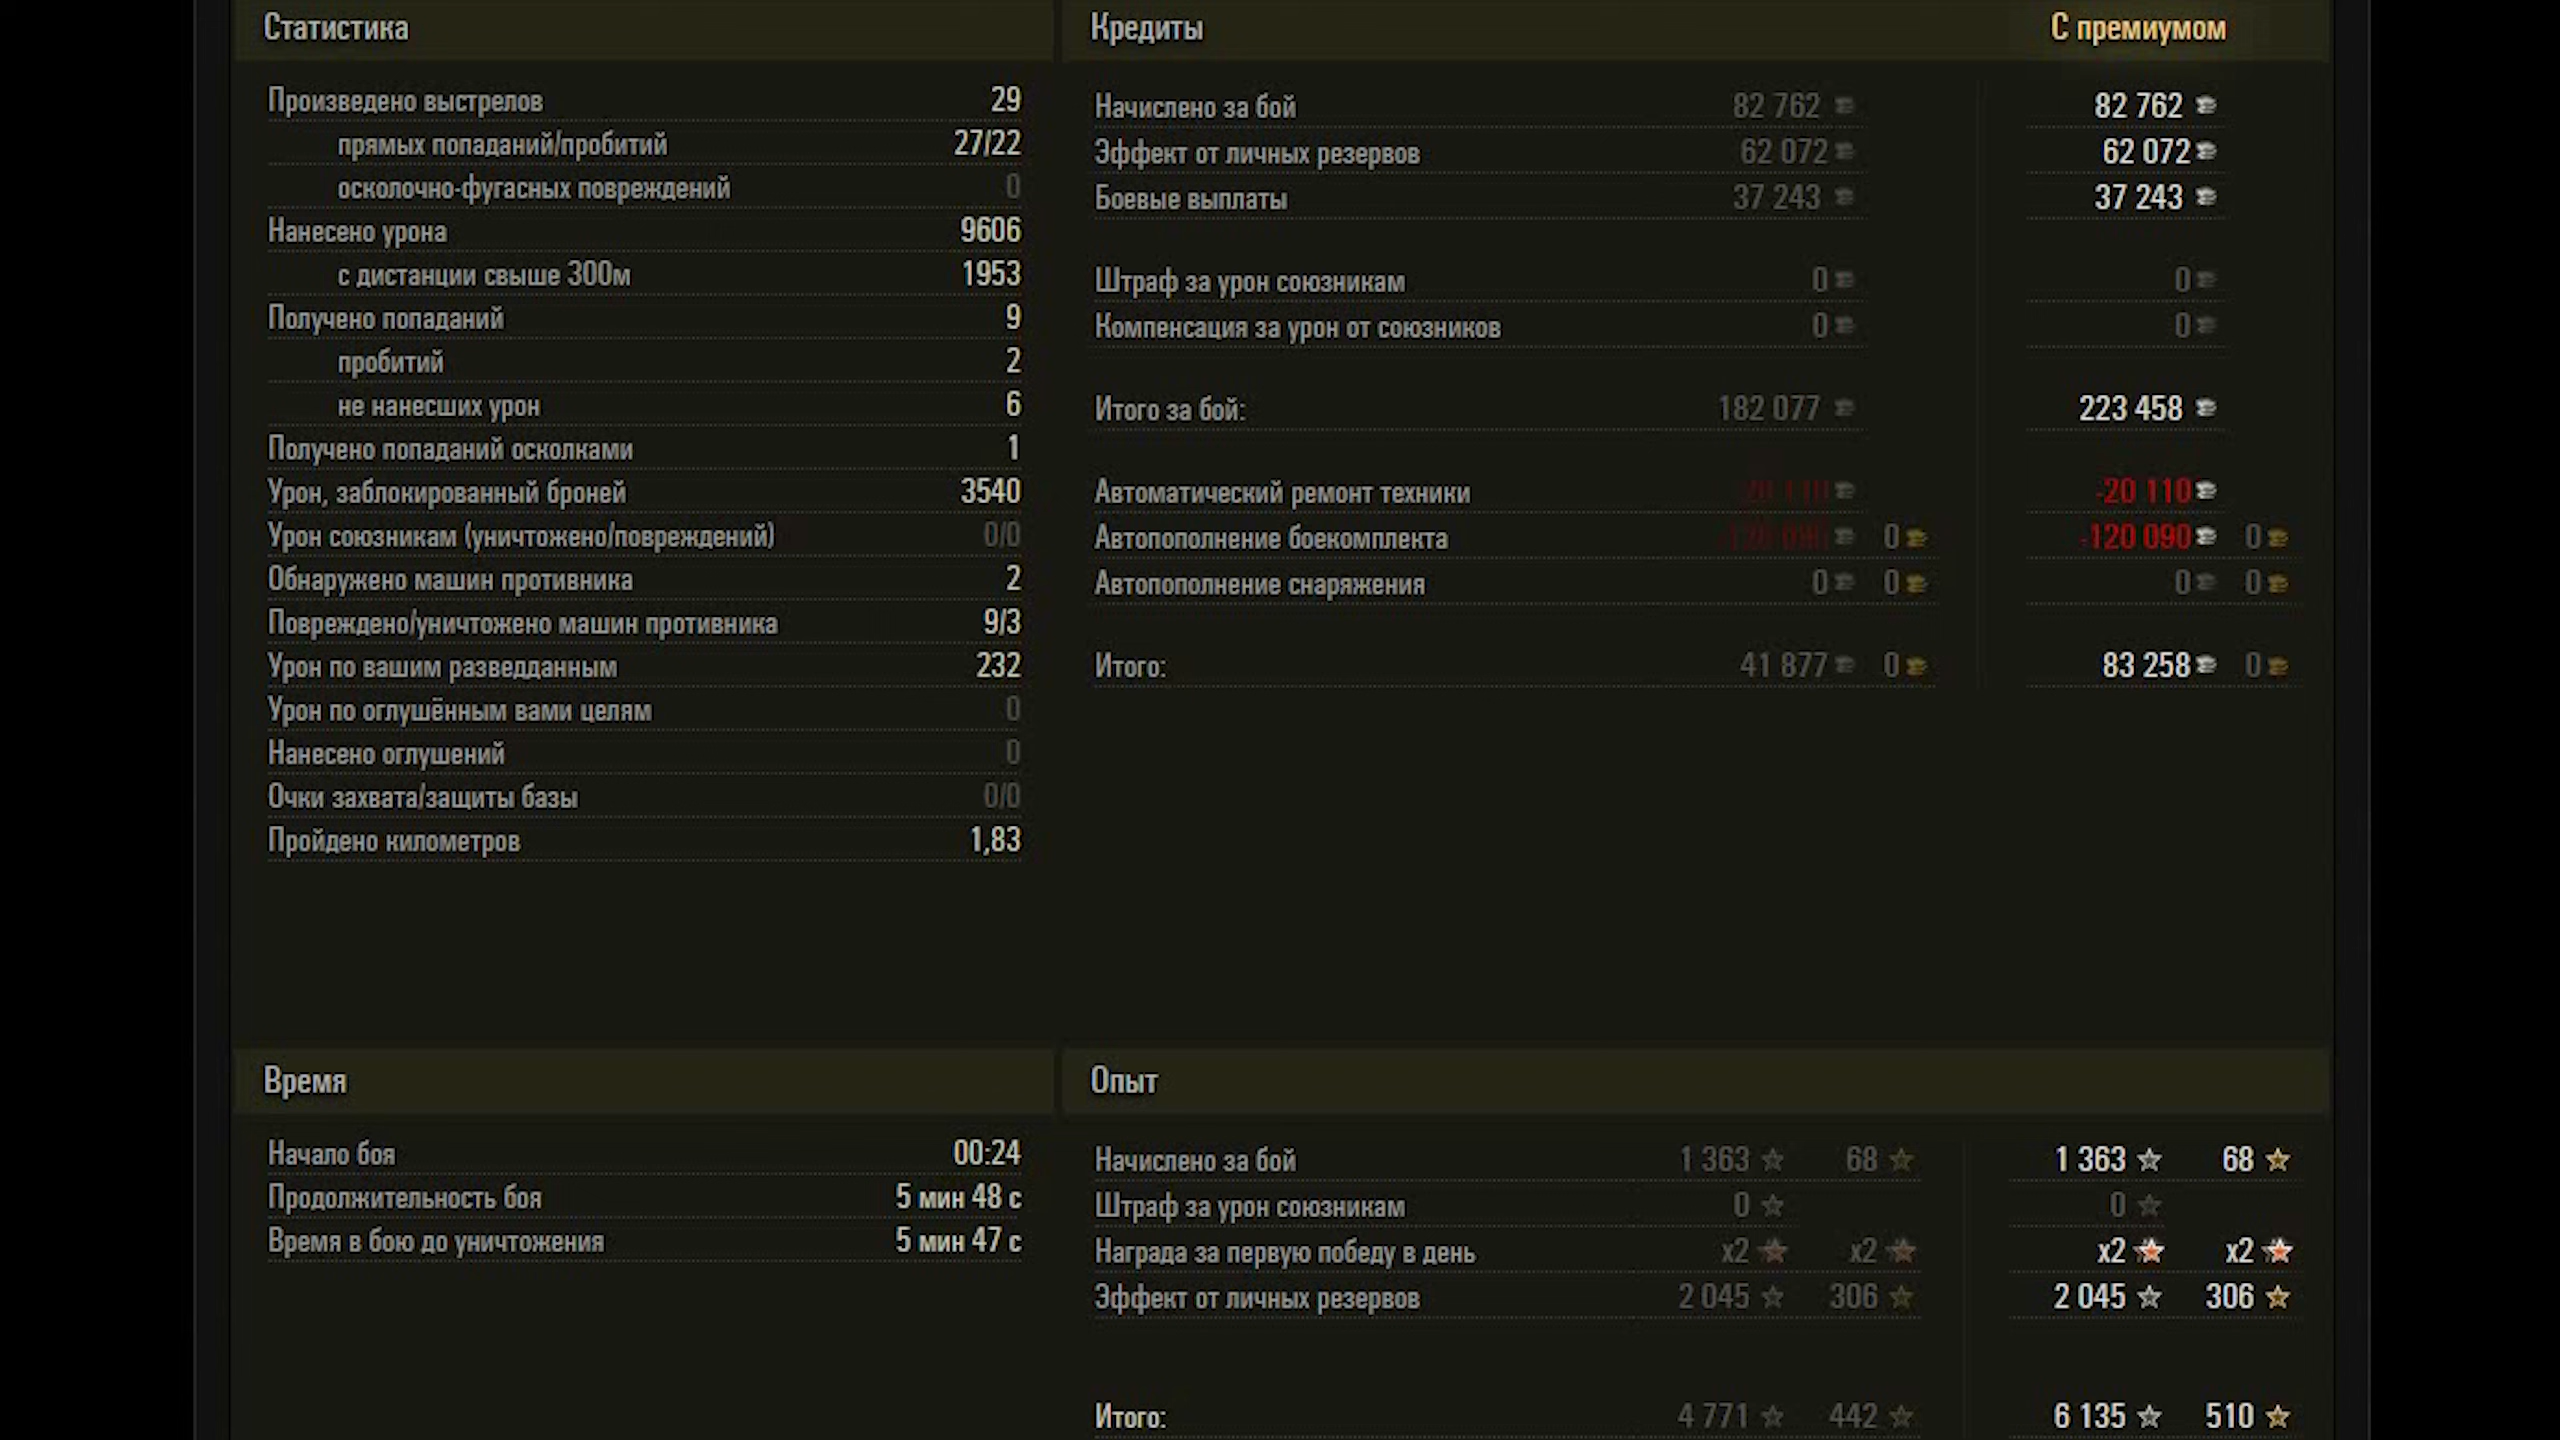 Статистика
Произведено выстрелов 29
прямых попаданий/пробитий 27/22
осколочно-фугасных повреждений 0
Нанесено урона 9606
с дистанции свыше 300м 1953
Получено попаданий 9
пробитий 2
не нанесших урон 6
Получено попаданий осколками 1
Урон, заблокированный броней 3540
Урон союзникам (уничтожено/повреждений) 0/0
Обнаружено машин противника 2
Повреждено/уничтожено машин противника 9/3
Урон по вашим разведданным 232
Урон по оглушённым вами целям 0
Нанесено оглушений 0
Очки захвата/защиты базы 0/0
Пройдено километров 1,83
Кредиты С премиумом
Начислено за бой 82 762 82 762
Эффект от личных резервов 62 072 62 072
Боевые выплаты 37 243 37 243
Штраф за урон союзникам 0 0
Компенсация за урон от союзников 0 0
Итого за бой: 182 077 223 458
Автоматический ремонт техники -20 110 -20 110
Автопополнение боекомплекта -120 090 0 -120 090 0
Автопополнение снаряжения 0 0 0 0
Итого: 41 877 0 83 258 0
Время
Начало боя 00:24
Продолжительность боя 5 мин 48 с
Время в бою до уничтожения 5 мин 47 с
Опыт
Начислено за бой 1 363 68 1 363 68
Штраф за урон союзникам 0 0
Награда за первую победу в день x2 x2 x2 x2
Эффект от личных резервов 2 045 306 2 045 306
Итого: 4 771 442 6 135 510